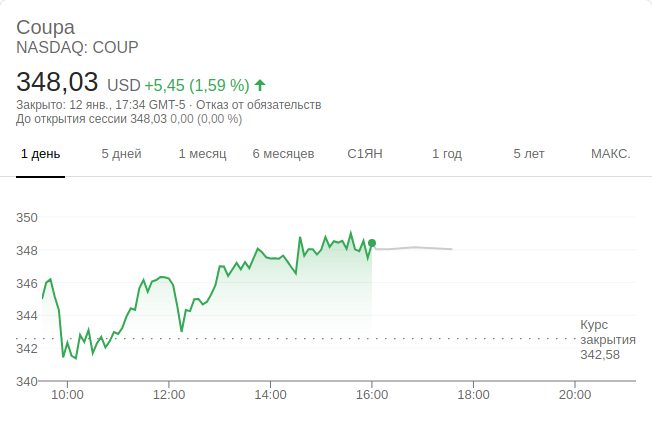 Coupa
NASDAQ: COUP
348,03 USD +5,45 (1,59 %)
Закрыто: 12 янв., 17:34 GMT-5 · Отказ от обязательств
До открытия сессии 348,03 0,00 (0,00 %)
1 день 5 дней 1 месяц 6 месяцев С1ЯН 1 год 5 лет МАКС.
350
348
346
344
342
340
Курс
закрытия
342,58
10:00 12:00 14:00 16:00 18:00 20:00